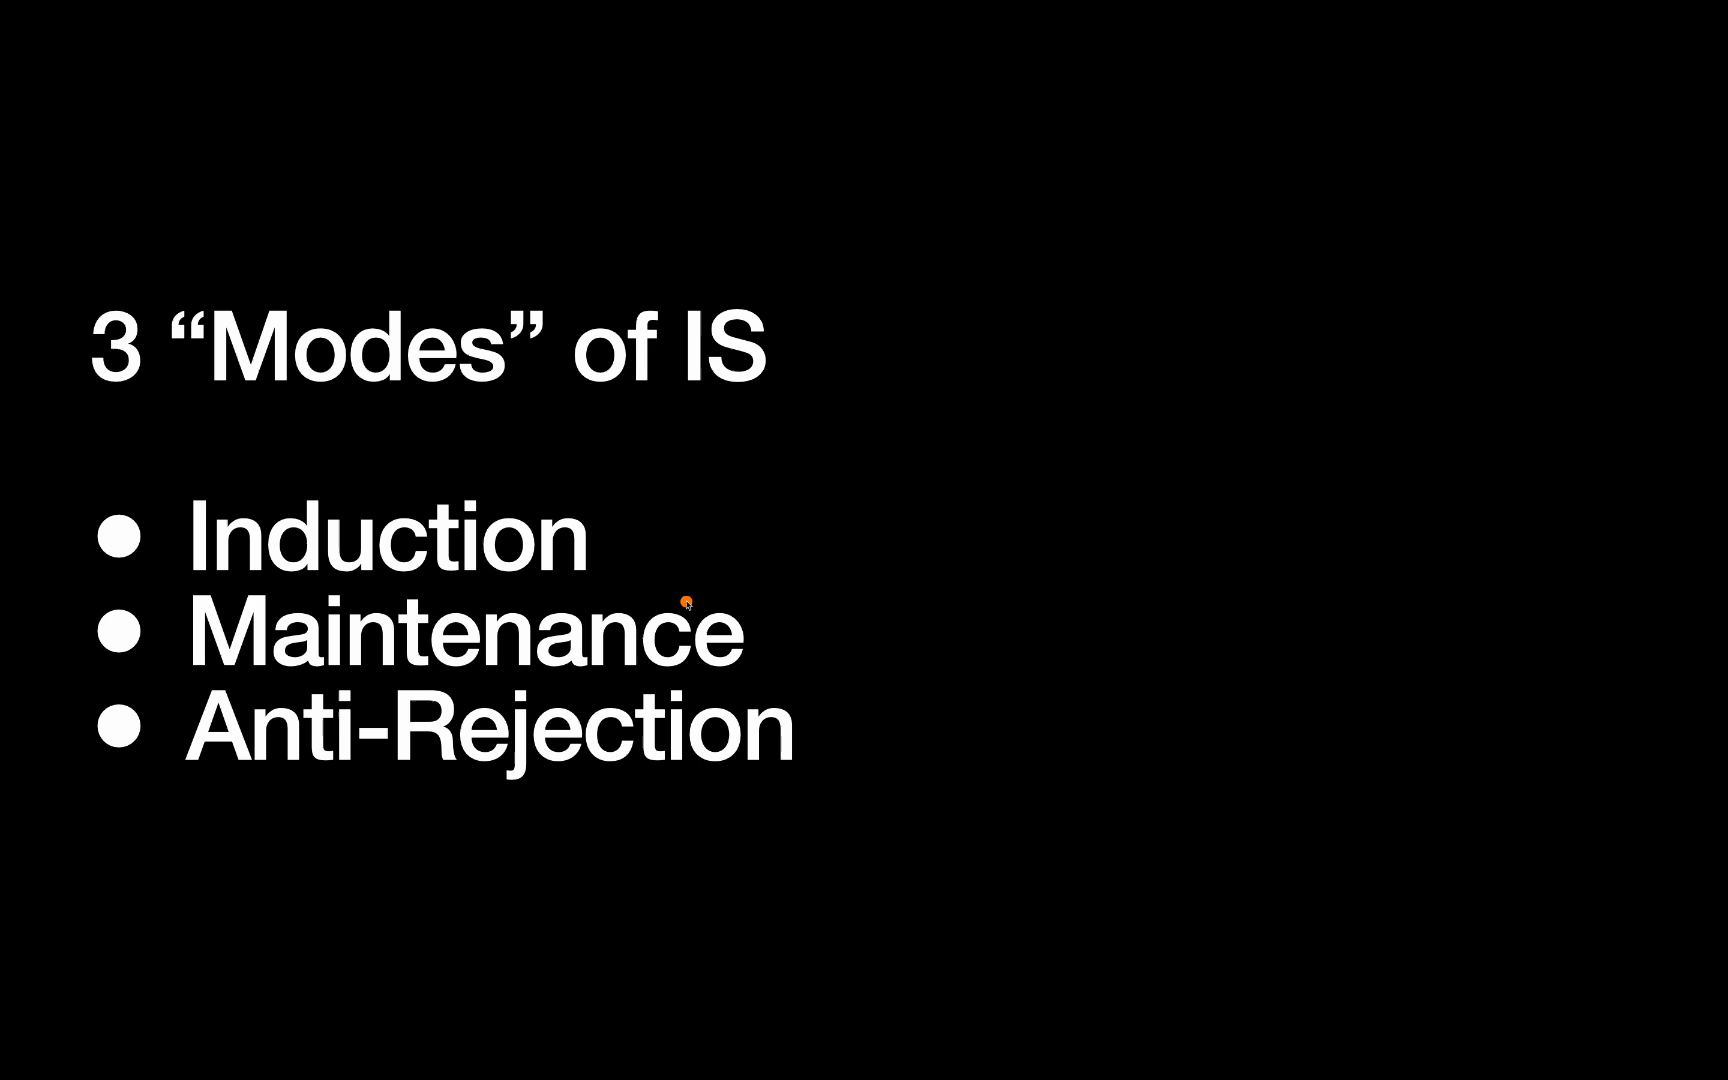 3 “Modes” of IS
● Induction
● Maintenance
● Anti-Rejection